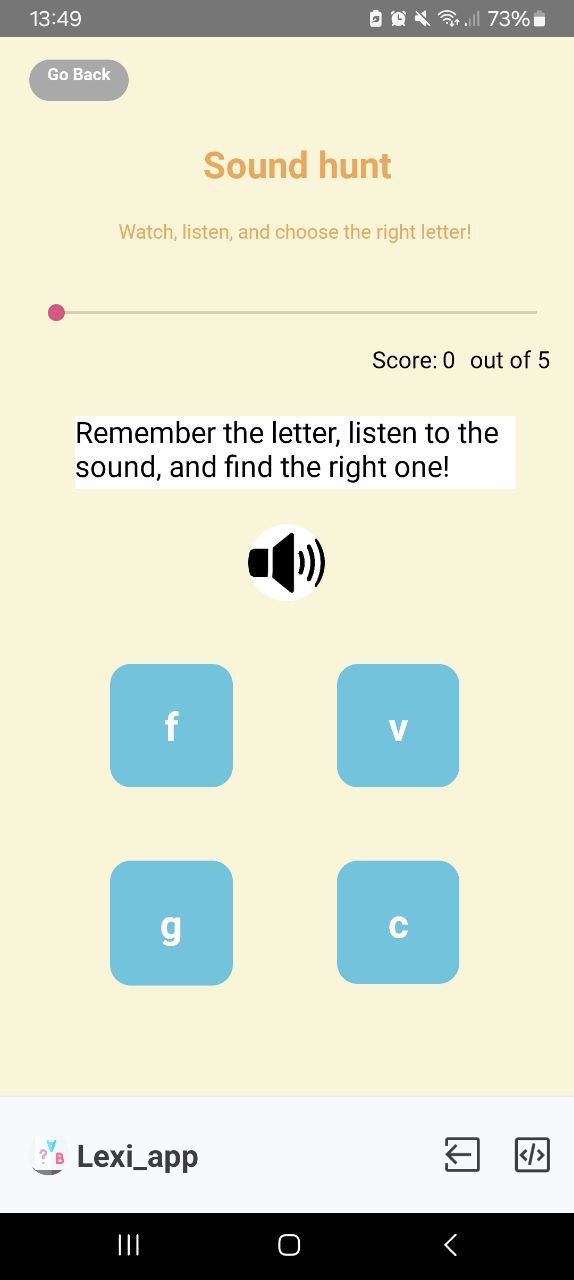 13:49
73%
Go Back
Sound hunt
Watch, listen, and choose the right letter!
Score: 0 out of 5
Remember the letter, listen to the
sound, and find the right one!
f v
g c
? B
Lexi_app